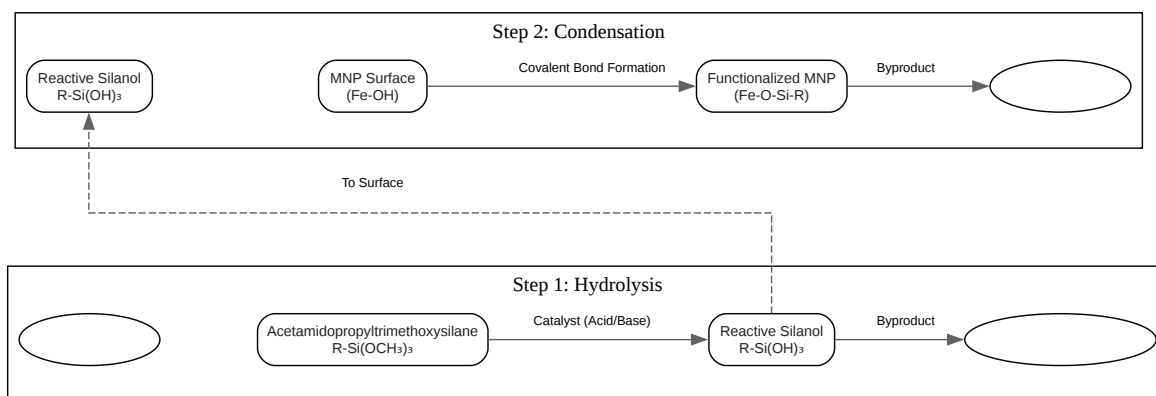 Step 2: Condensation
Reactive Silanol
R-Si(OH)₃
MNP Surface
(Fe-OH)
Covalent Bond Formation
Functionalized MNP
(Fe-O-Si-R)
Byproduct
To Surface
Step 1: Hydrolysis
Acetamidopropyltrimethoxysilane
R-Si(OCH₃)₃
Catalyst (Acid/Base)
Reactive Silanol
R-Si(OH)₃
Byproduct